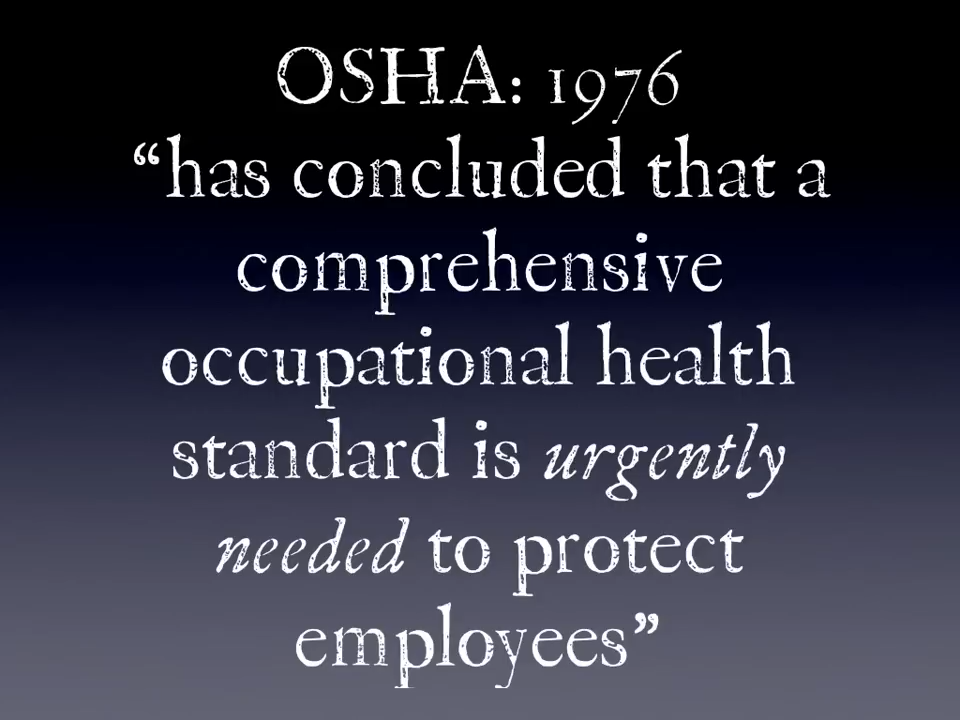 OSHA: 1976
“has concluded that a
comprehensive
occupational health
standard is urgently
needed to protect
employees”